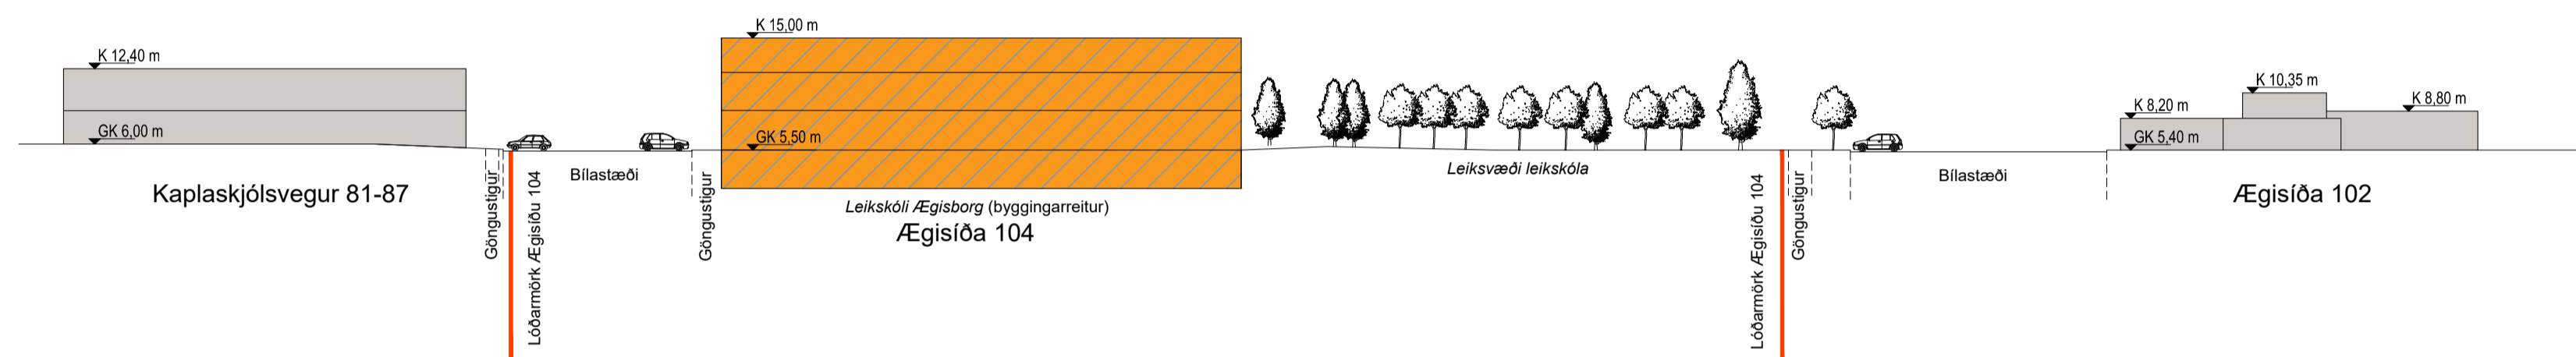 K 12,40 m
GK 6,00 m
Kaplaskjólsvegur 81-87
Göngustígur
Lóðarmörk Ægisíðu 104
Bílastæði
Göngustígur
K 15,00 m
GK 5,50 m
Leikskóli Ægisborg (byggingarreitur)
Ægisíða 104
Leiksvæði leikskóla
Lóðarmörk Ægisíðu 104
Göngustígur
Bílastæði
K 8,20 m
GK 5,40 m
K 10,35 m
K 8,80 m
Ægisíða 102